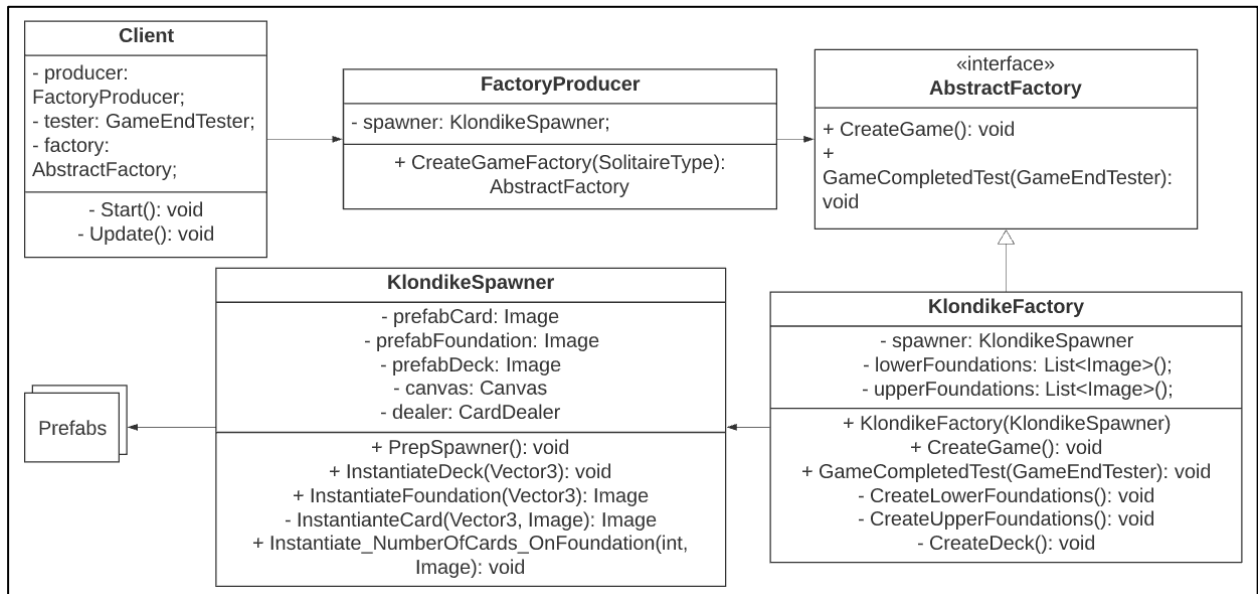 Client
- producer:
FactoryProducer;
- tester: GameEndTester;
- factory:
AbstractFactory;
- Start(): void
- Update(): void
FactoryProducer
- spawner: KlondikeSpawner;
+ CreateGameFactory(SolitaireType):
AbstractFactory
«interface»
AbstractFactory
+ CreateGame(): void
+
GameCompletedTest(GameEndTester):
void
Prefabs
KlondikeSpawner
- prefabCard: Image
- prefabFoundation: Image
- prefabDeck: Image
- canvas: Canvas
- dealer: CardDealer
+ PrepSpawner(): void
+ InstantiateDeck(Vector3): void
+ InstantiateFoundation(Vector3): Image
- InstantianteCard(Vector3, Image): Image
+ Instantiate_NumberOfCards_OnFoundation(int,
Image): void
KlondikeFactory
- spawner: KlondikeSpawner
- lowerFoundations: List<Image>();
- upperFoundations: List<Image>();
+ KlondikeFactory(KlondikeSpawner)
+ CreateGame(): void
+ GameCompletedTest(GameEndTester): void
- CreateLowerFoundations(): void
- CreateUpperFoundations(): void
- CreateDeck(): void